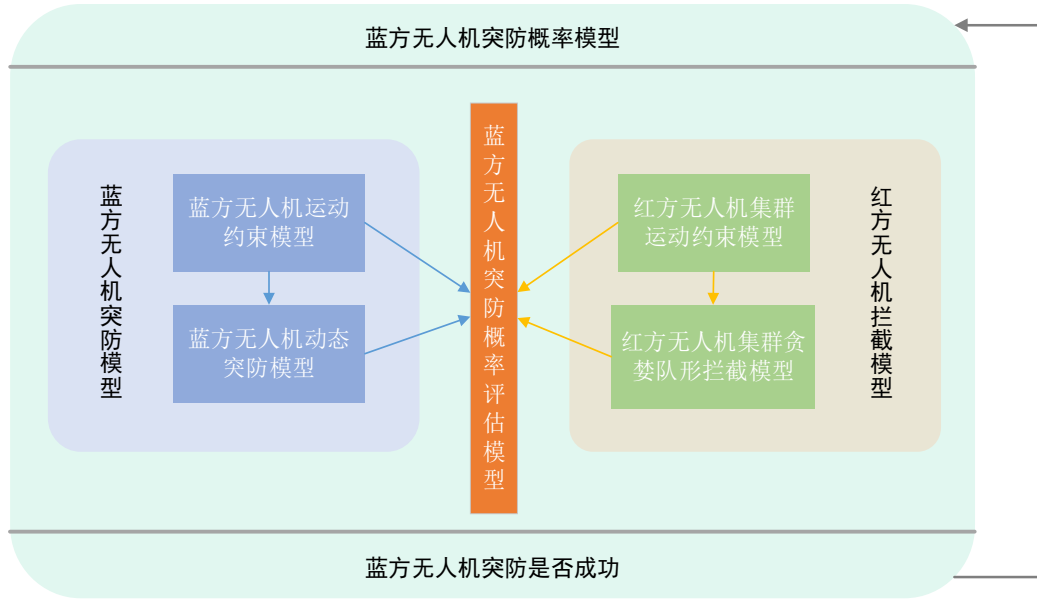 蓝方无人机突防概率模型
蓝方无人机突防模型
蓝方无人机运动
约束模型
蓝方无人机动态
突防模型
蓝方无人机突防概率评估模型
红方无人机集群
运动约束模型
红方无人机集群贪
婪队形拦截模型
红方无人机拦截模型
蓝方无人机突防是否成功